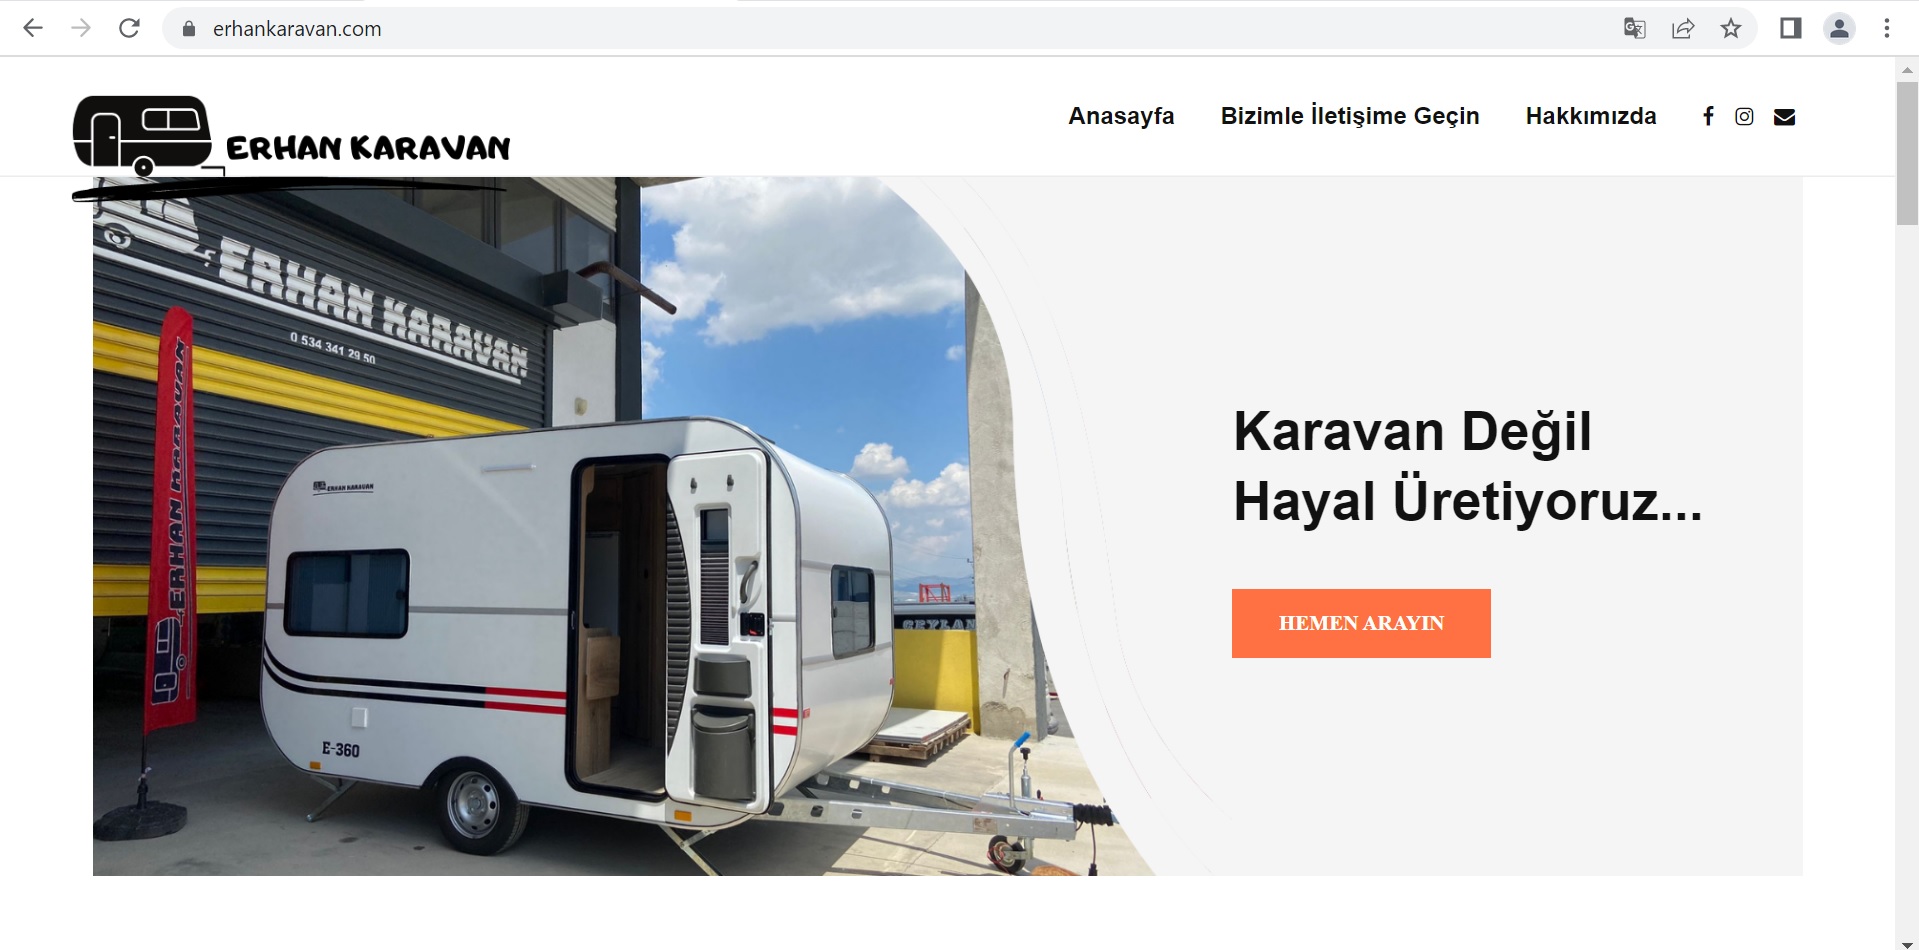 erhankaravan.com
ERHAN KARAVAN
Anasayfa
Bizimle İletişime Geçin
Hakkımızda
ERHAN KARAVAN
0 534 341 29 50
ERHAN KARAVAN
ERHAN KARAVAN
E-360
CEYLAN
Karavan Değil
Hayal Üretiyoruz...
HEMEN ARAYIN